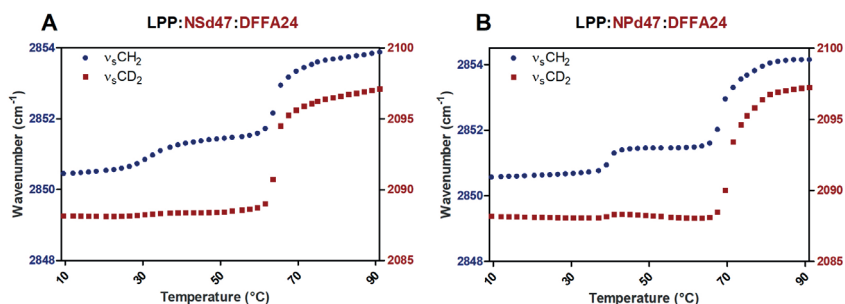 A
LPP:NSd47:DFFA24
νsCH2
νsCD2
2854
2852
2850
2848
Wavenumber (cm-1)
2100
2095
2090
2085
10
30
50
70
90
Temperature (°C)
B
LPP:NPd47:DFFA24
νsCH2
νsCD2
2854
2852
2850
2848
Wavenumber (cm-1)
2100
2095
2090
2085
10
30
50
70
90
Temperature (°C)